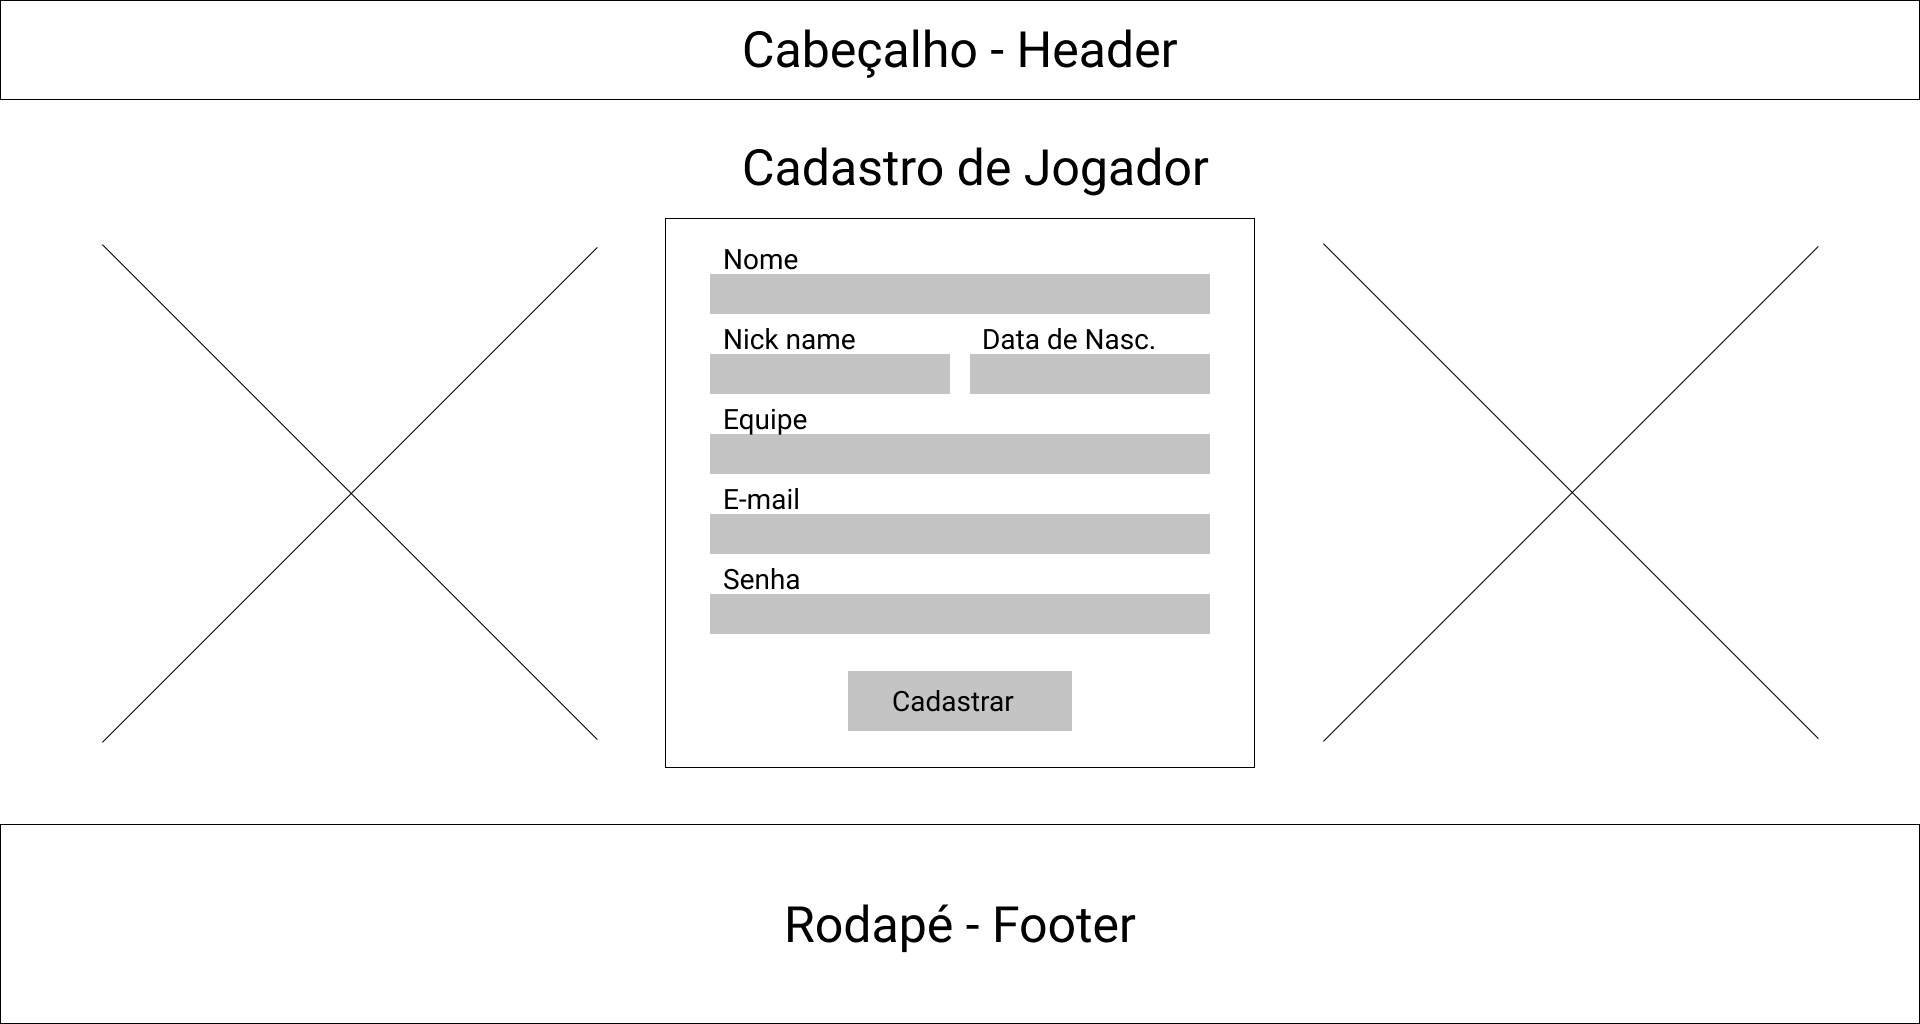 Cabeçalho - Header
Cadastro de Jogador
Nome
Nick name
Data de Nasc.
Equipe
E-mail
Senha
Cadastrar
Rodapé - Footer